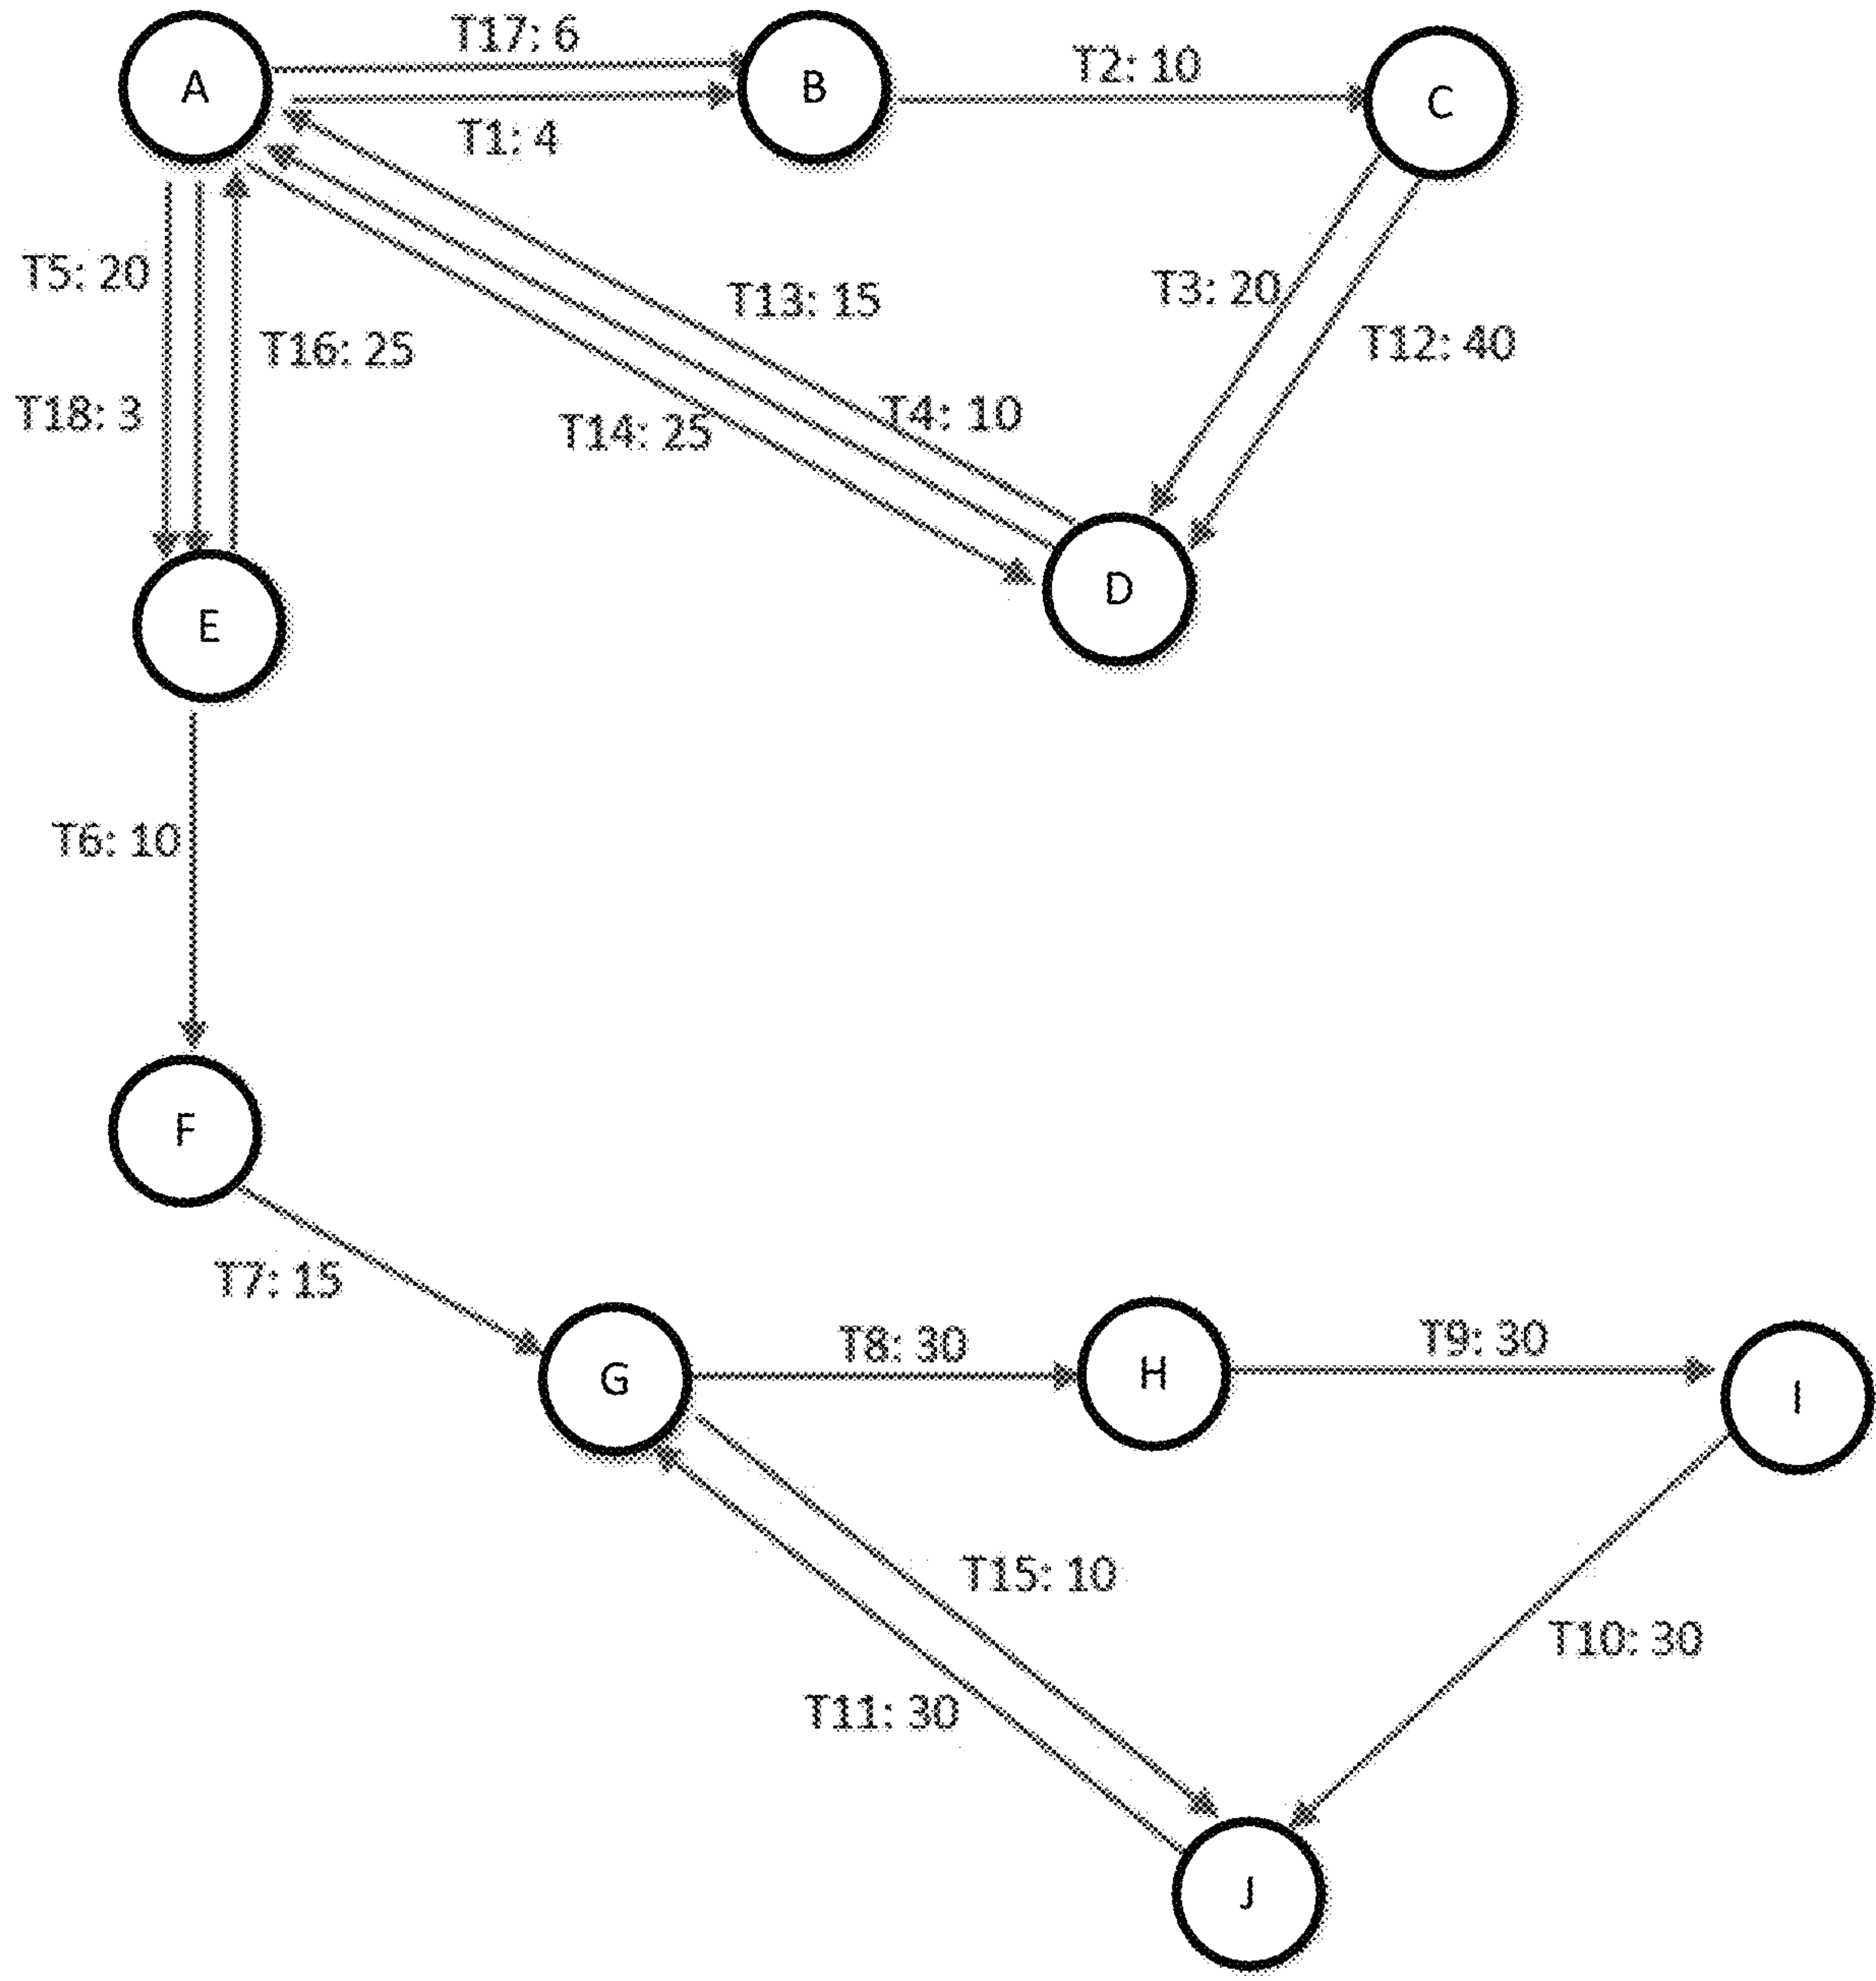 T17: 6
A
B
T2: 10
C
T1: 4
T5: 20
T13: 15
T3: 20
T16: 25
T12: 40
T18: 3
T14: 25
T4: 10
D
E
T6: 10
F
T7: 15
G
T8: 30
H
T9: 30
I
T15: 10
T10: 30
T11: 30
J